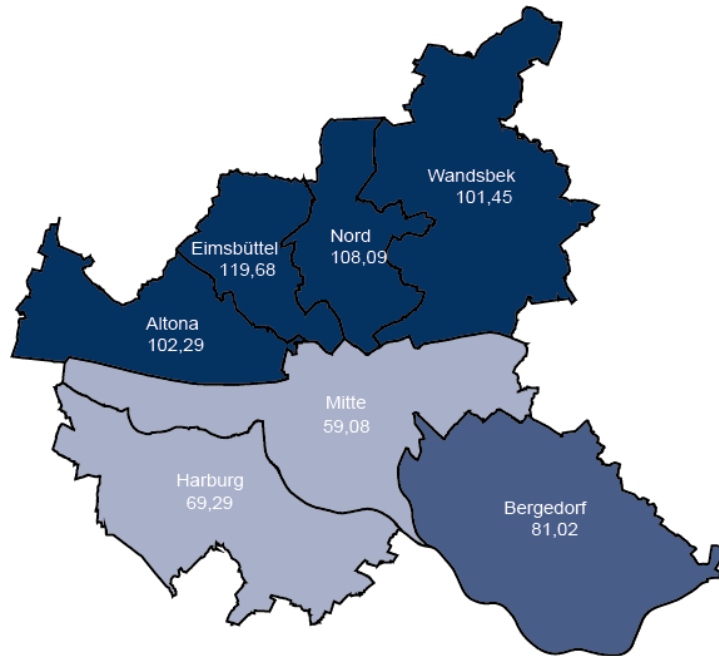 Wandsbek
101,45
Nord
108,09
Eimsbüttel
119,68
Altona
102,29
Mitte
59,08
Harburg
69,29
Bergedorf
81,02